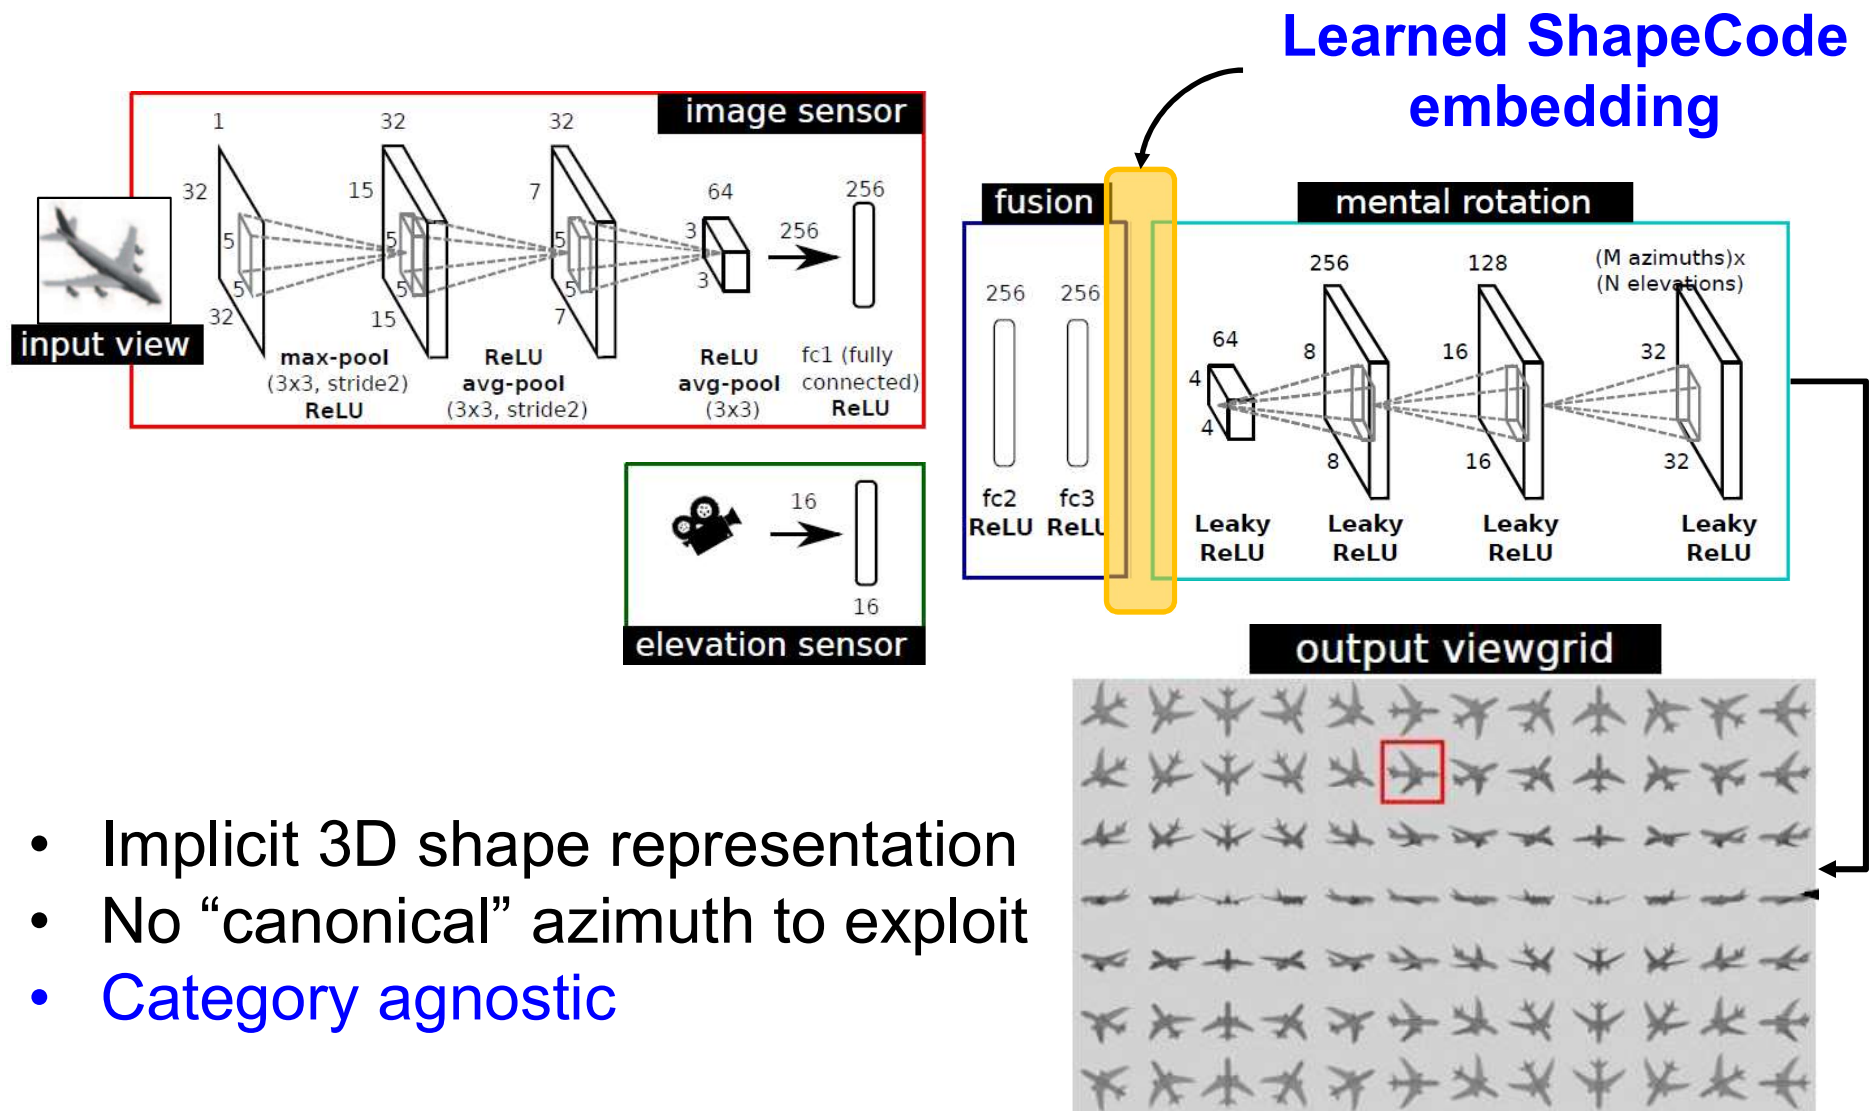 Learned ShapeCode
embedding
image sensor
1
32
32
32
15
7
64
256
5
5
5
3
256
5
5
5
3
32
15
7
input view
max-pool
(3x3, stride2)
ReLU
ReLU
avg-pool
(3x3, stride2)
ReLU
avg-pool
(3x3)
fc1 (fully
connected)
ReLU
16
16
elevation sensor
fusion
256
256
fc2
ReLU
fc3
ReLU
mental rotation
256
128
(M azimuths)x
(N elevations)
64
8
16
32
4
4
8
16
32
Leaky
ReLU
Leaky
ReLU
Leaky
ReLU
Leaky
ReLU
output viewgrid
• Implicit 3D shape representation
• No “canonical” azimuth to exploit
• Category agnostic